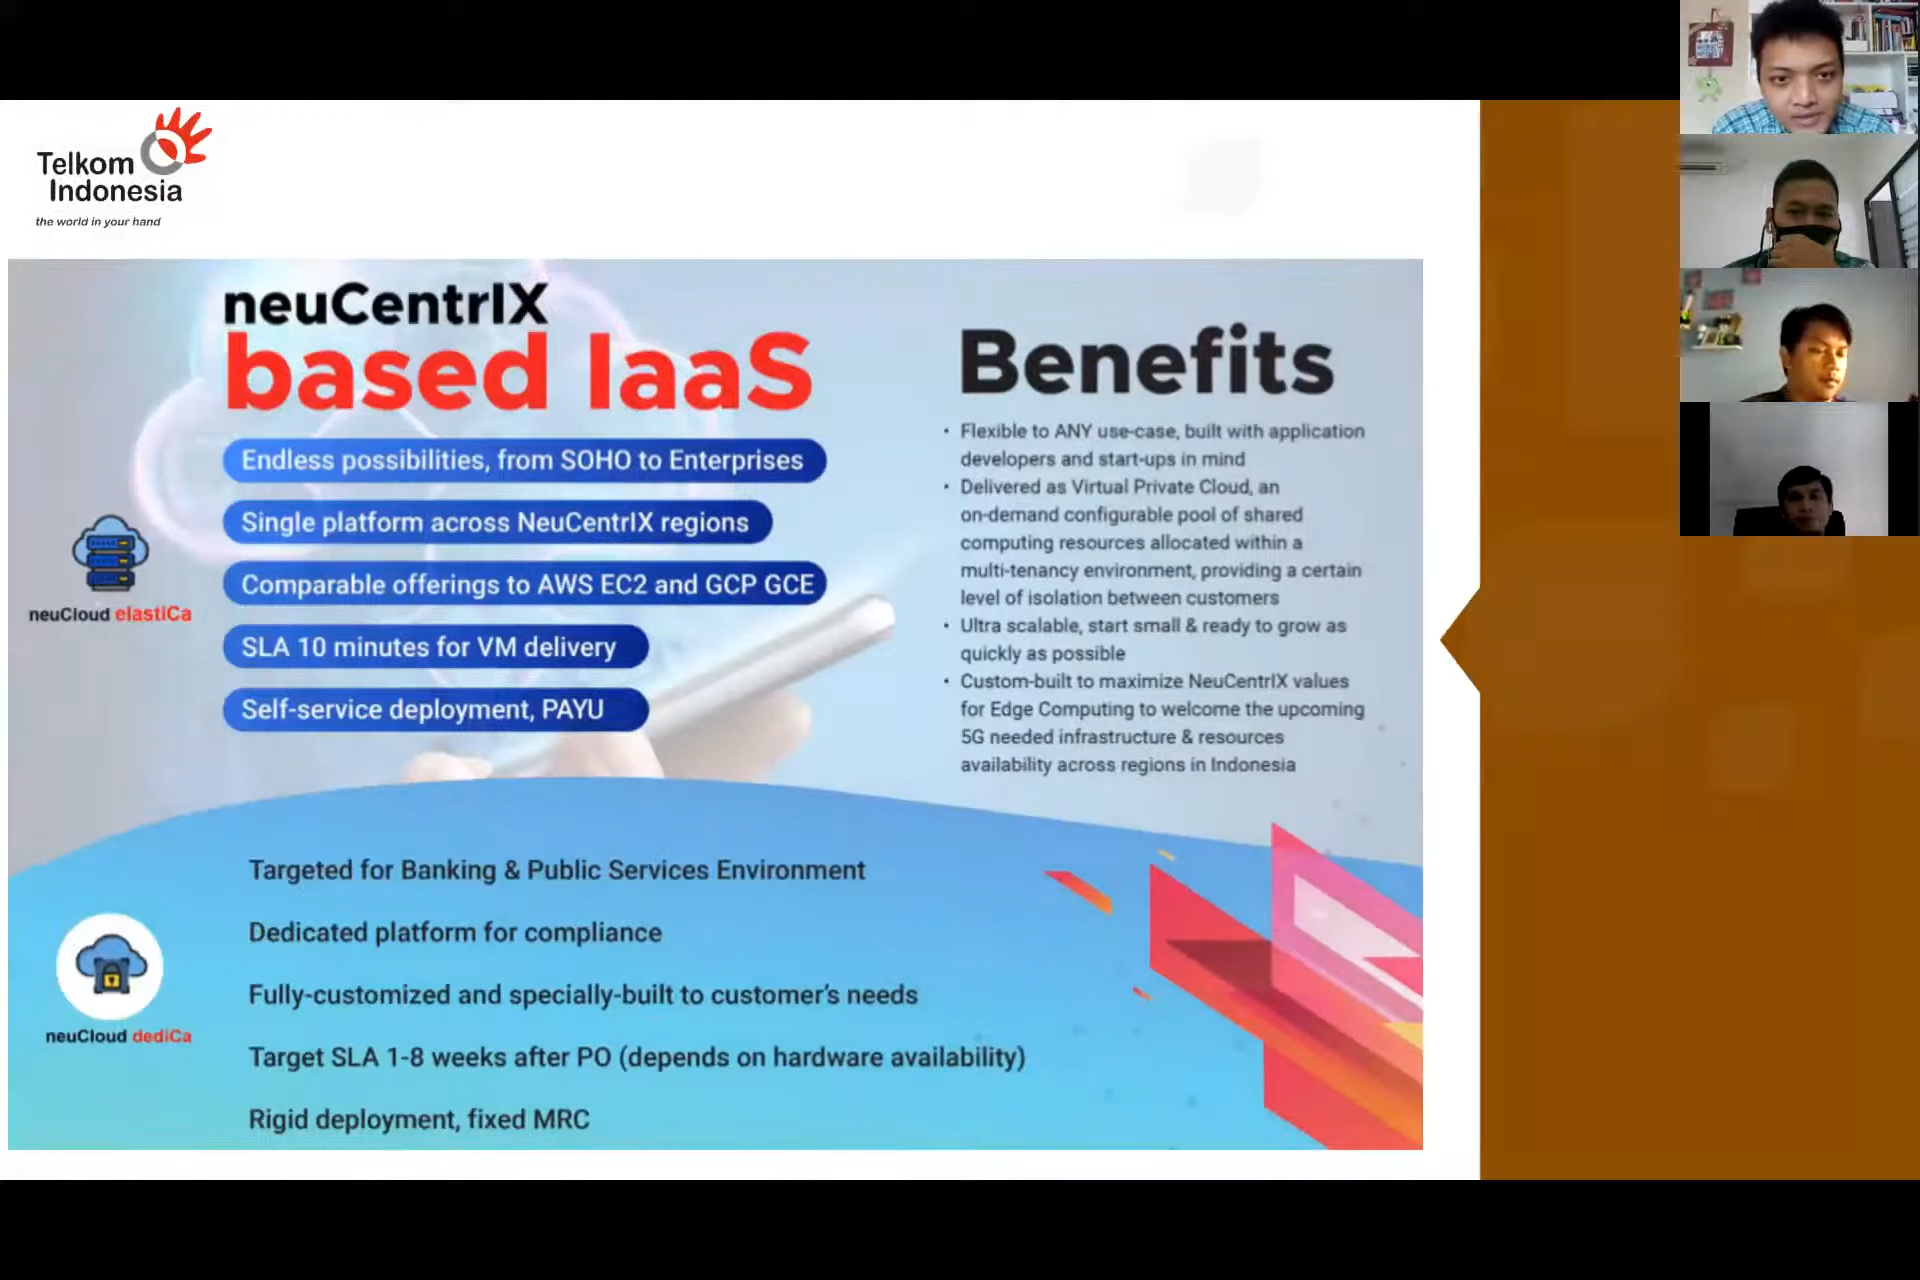 Telkom
Indonesia
the world in your hand
neuCentrIX
based IaaS
Endless possibilities, from SOHO to Enterprises
Single platform across NeuCentrIX regions
Comparable offerings to AWS EC2 and GCP GCE
SLA 10 minutes for VM delivery
Self-service deployment, PAYU
neuCloud elastiCa
Benefits
• Flexible to ANY use-case, built with application
developers and start-ups in mind
• Delivered as Virtual Private Cloud, an
on-demand configurable pool of shared
computing resources allocated within a
multi-tenancy environment, providing a certain
level of isolation between customers
• Ultra scalable, start small & ready to grow as
quickly as possible
• Custom-built to maximize NeuCentrIX values
for Edge Computing to welcome the upcoming
5G needed infrastructure & resources
availability across regions in Indonesia
Targeted for Banking & Public Services Environment
Dedicated platform for compliance
Fully-customized and specially-built to customer's needs
Target SLA 1-8 weeks after PO (depends on hardware availability)
Rigid deployment, fixed MRC
neuCloud dediCa